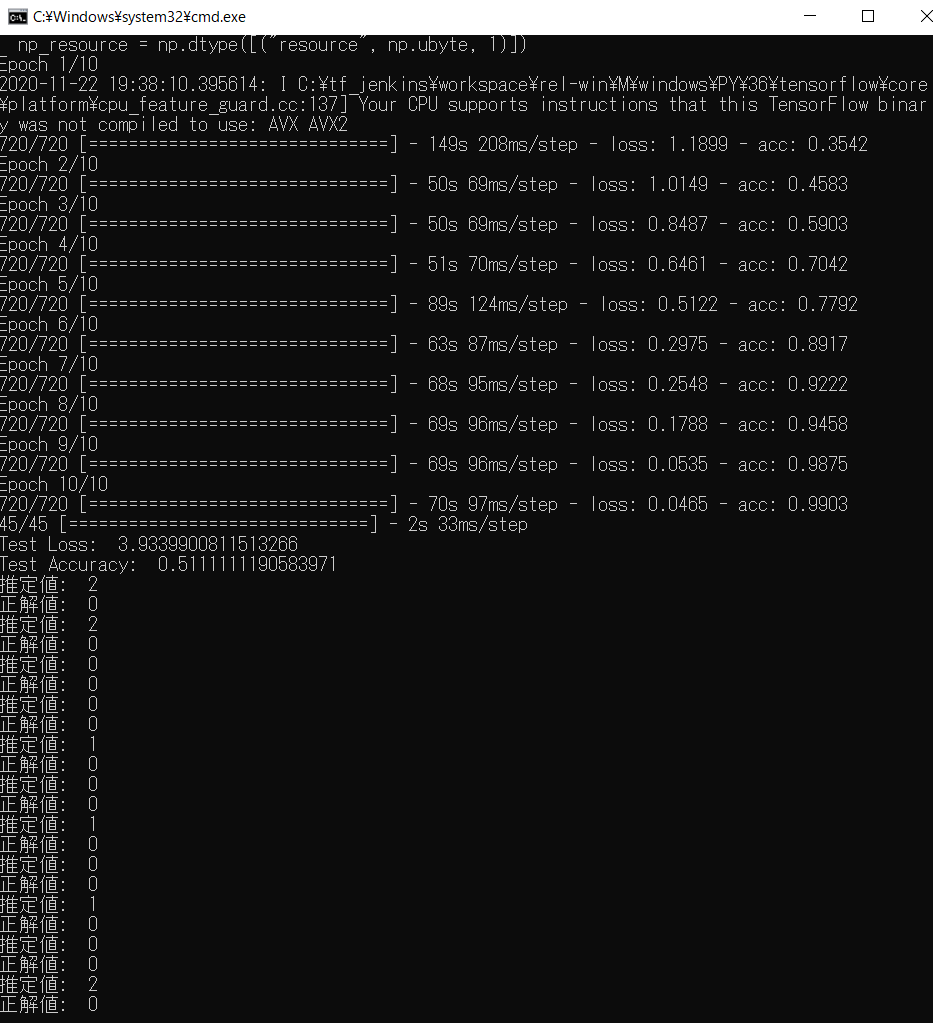 C:¥Windows¥system32¥cmd.exe
np_resource = np.dtype([("resource", np.ubyte, 1)])
Epoch 1/10
2020-11-22 19:38:10.395614: I C:¥tf_jenkins¥workspace¥rel-win¥M¥windows¥PY¥36¥tensorflow¥core
¥platform¥cpu_feature_guard.cc:137] Your CPU supports instructions that this TensorFlow binar
y was not compiled to use: AVX AVX2
720/720 [==============================] - 149s 208ms/step - loss: 1.1899 - acc: 0.3542
Epoch 2/10
720/720 [==============================] - 50s 69ms/step - loss: 1.0149 - acc: 0.4583
Epoch 3/10
720/720 [==============================] - 50s 69ms/step - loss: 0.8487 - acc: 0.5903
Epoch 4/10
720/720 [==============================] - 51s 70ms/step - loss: 0.6461 - acc: 0.7042
Epoch 5/10
720/720 [==============================] - 89s 124ms/step - loss: 0.5122 - acc: 0.7792
Epoch 6/10
720/720 [==============================] - 63s 87ms/step - loss: 0.2975 - acc: 0.8917
Epoch 7/10
720/720 [==============================] - 68s 95ms/step - loss: 0.2548 - acc: 0.9222
Epoch 8/10
720/720 [==============================] - 69s 96ms/step - loss: 0.1788 - acc: 0.9458
Epoch 9/10
720/720 [==============================] - 69s 96ms/step - loss: 0.0535 - acc: 0.9875
Epoch 10/10
720/720 [==============================] - 70s 97ms/step - loss: 0.0465 - acc: 0.9903
45/45 [==============================] - 2s 33ms/step
Test Loss:  3.9339900811513266
Test Accuracy:  0.5111111190583971
推定値:  2
正解値:  0
推定値:  2
正解値:  0
推定値:  0
正解値:  0
推定値:  0
正解値:  0
推定値:  1
正解値:  0
推定値:  0
正解値:  0
推定値:  1
正解値:  0
推定値:  0
正解値:  0
推定値:  1
正解値:  0
推定値:  0
正解値:  0
推定値:  2
正解値:  0